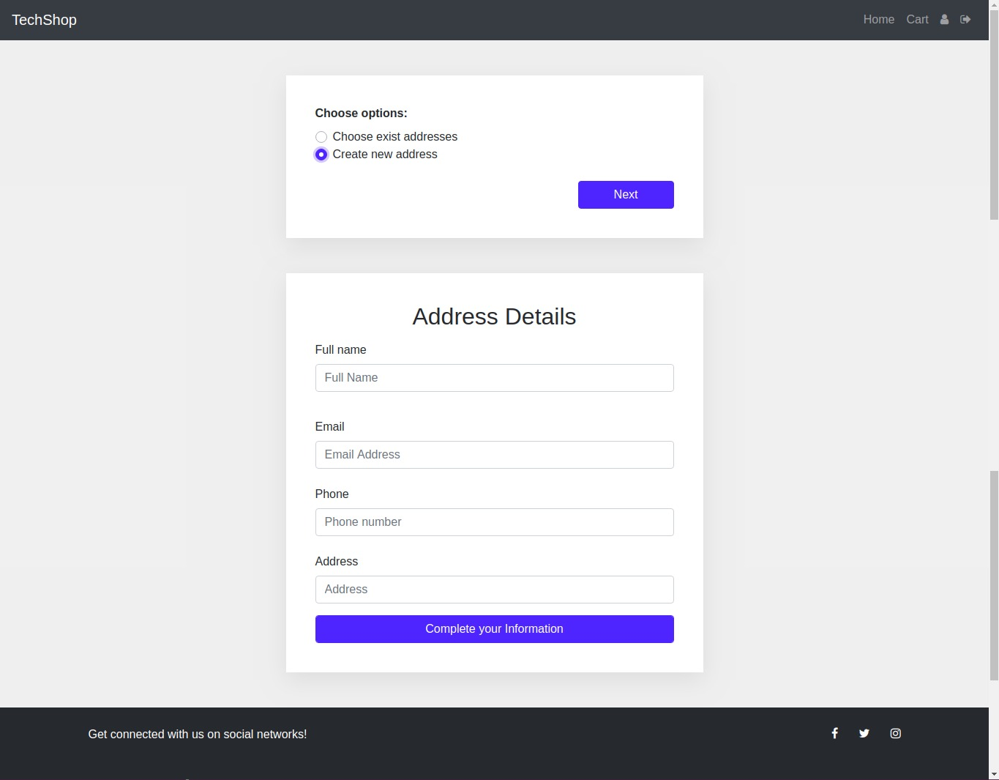 TechShop
Home Cart
Choose options:
Choose exist addresses
Create new address
Next
Address Details
Full name
Full Name
Email
Email Address
Phone
Phone number
Address
Address
Complete your Information
Get connected with us on social networks!